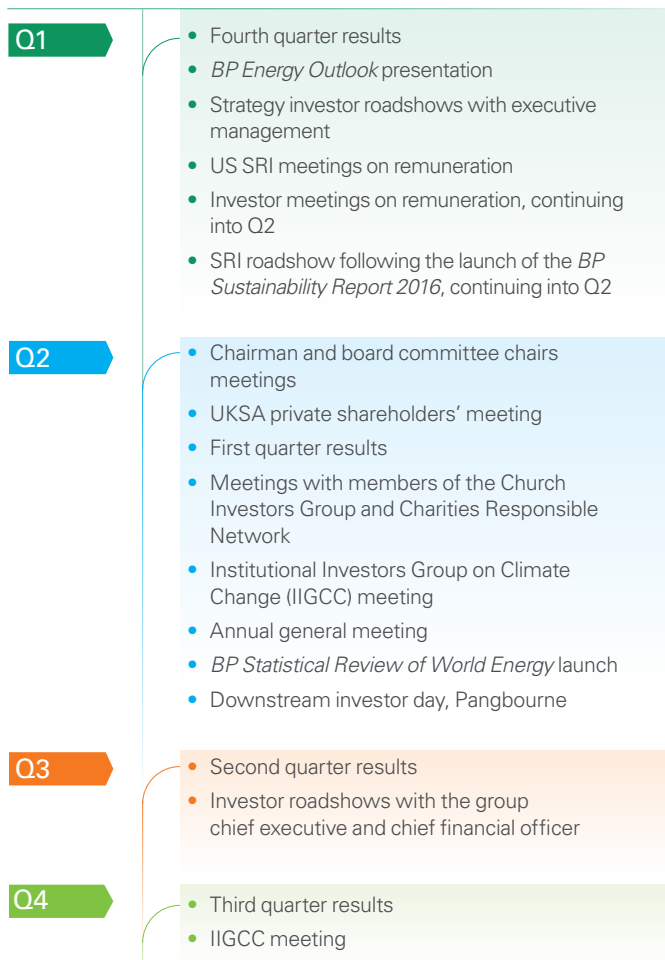 Q1
• Fourth quarter results
• BP Energy Outlook presentation
• Strategy investor roadshows with executive
management
• US SRI meetings on remuneration
• Investor meetings on remuneration, continuing
into Q2
• SRI roadshow following the launch of the BP
Sustainability Report 2016, continuing into Q2
Q2
• Chairman and board committee chairs
meetings
• UKSA private shareholders’ meeting
• First quarter results
• Meetings with members of the Church
Investors Group and Charities Responsible
Network
• Institutional Investors Group on Climate
Change (IIGCC) meeting
• Annual general meeting
• BP Statistical Review of World Energy launch
• Downstream investor day, Pangbourne
Q3
• Second quarter results
• Investor roadshows with the group
chief executive and chief financial officer
Q4
• Third quarter results
• IIGCC meeting